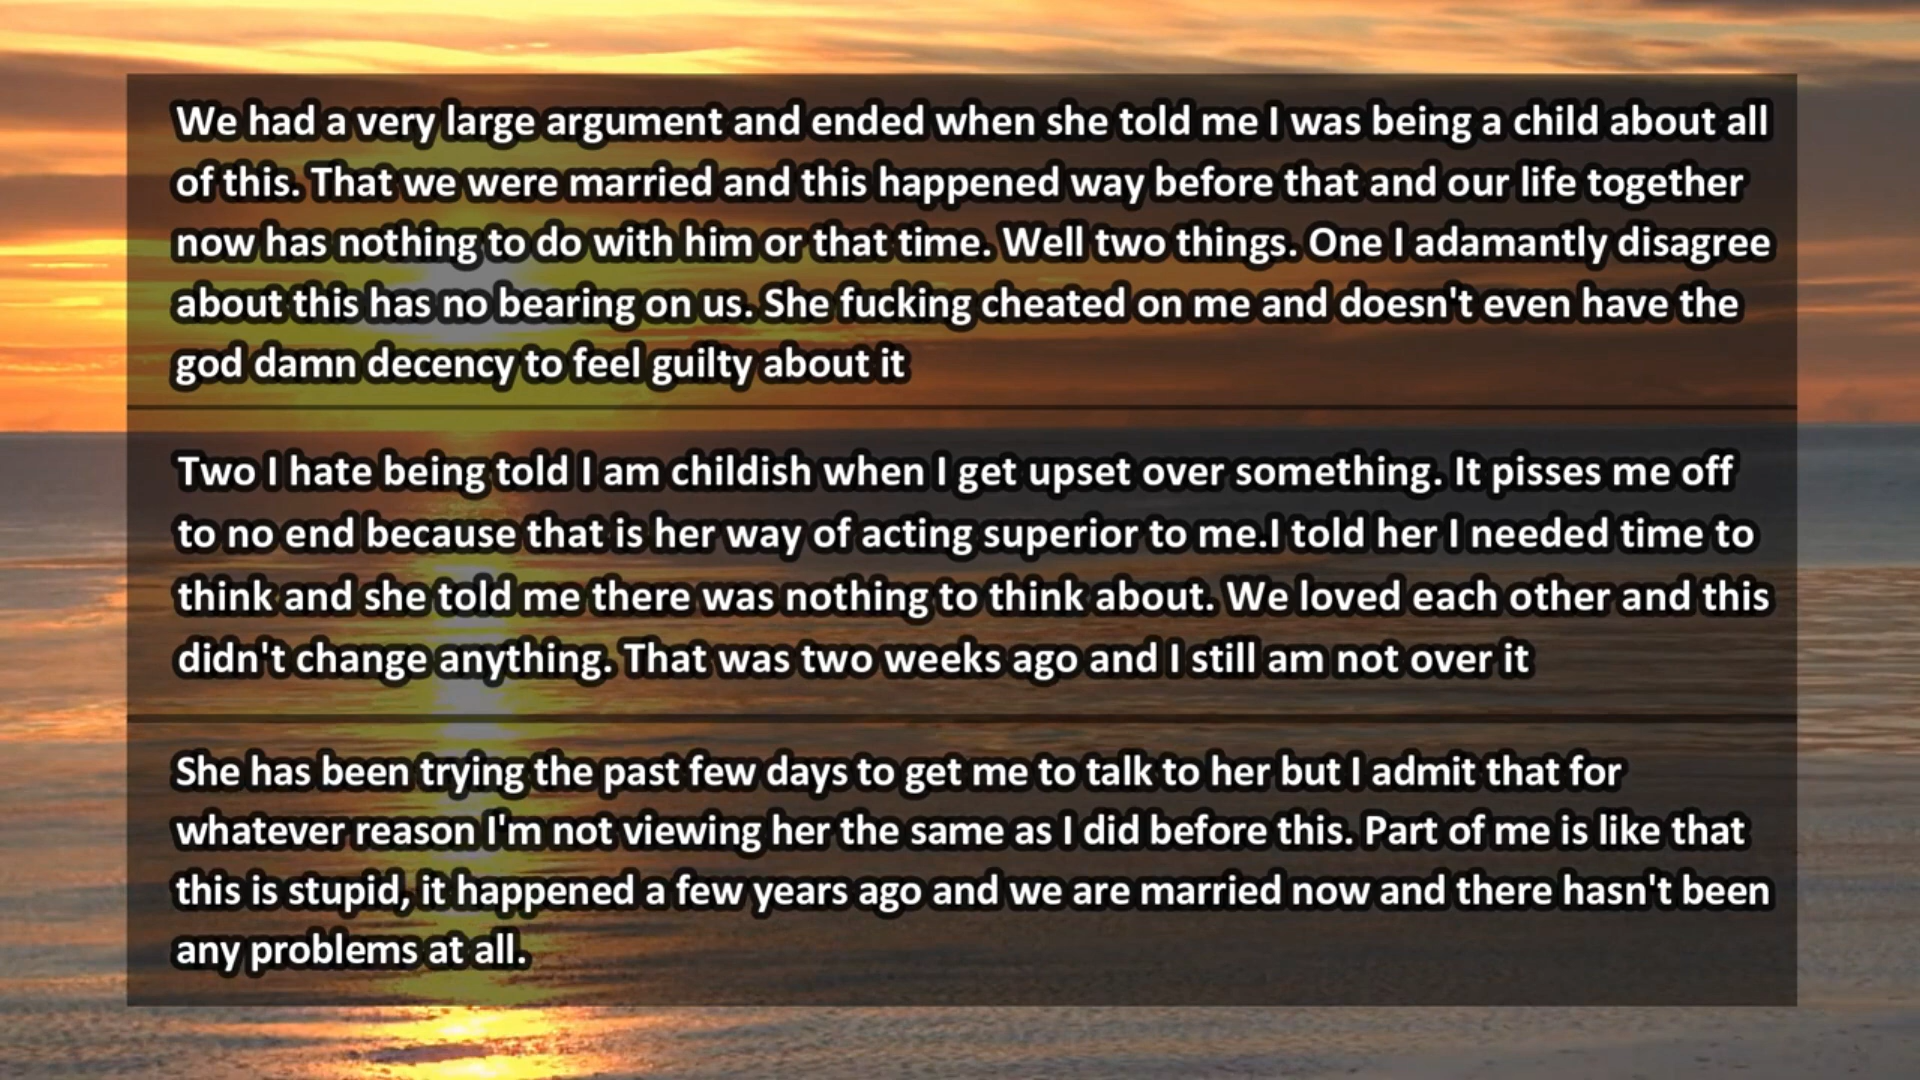 We had a very large argument and ended when she told me I was being a child about all
of this. That we were married and this happened way before that and our life together
now has nothing to do with him or that time. Well two things. One I adamantly disagree
about this has no bearing on us. She fucking cheated on me and doesn't even have the
god damn decency to feel guilty about it
Two I hate being told I am childish when I get upset over something. It pisses me off
to no end because that is her way of acting superior to me.I told her I needed time to
think and she told me there was nothing to think about. We loved each other and this
didn't change anything. That was two weeks ago and I still am not over it
She has been trying the past few days to get me to talk to her but I admit that for
whatever reason I'm not viewing her the same as I did before this. Part of me is like that
this is stupid, it happened a few years ago and we are married now and there hasn't been
any problems at all.